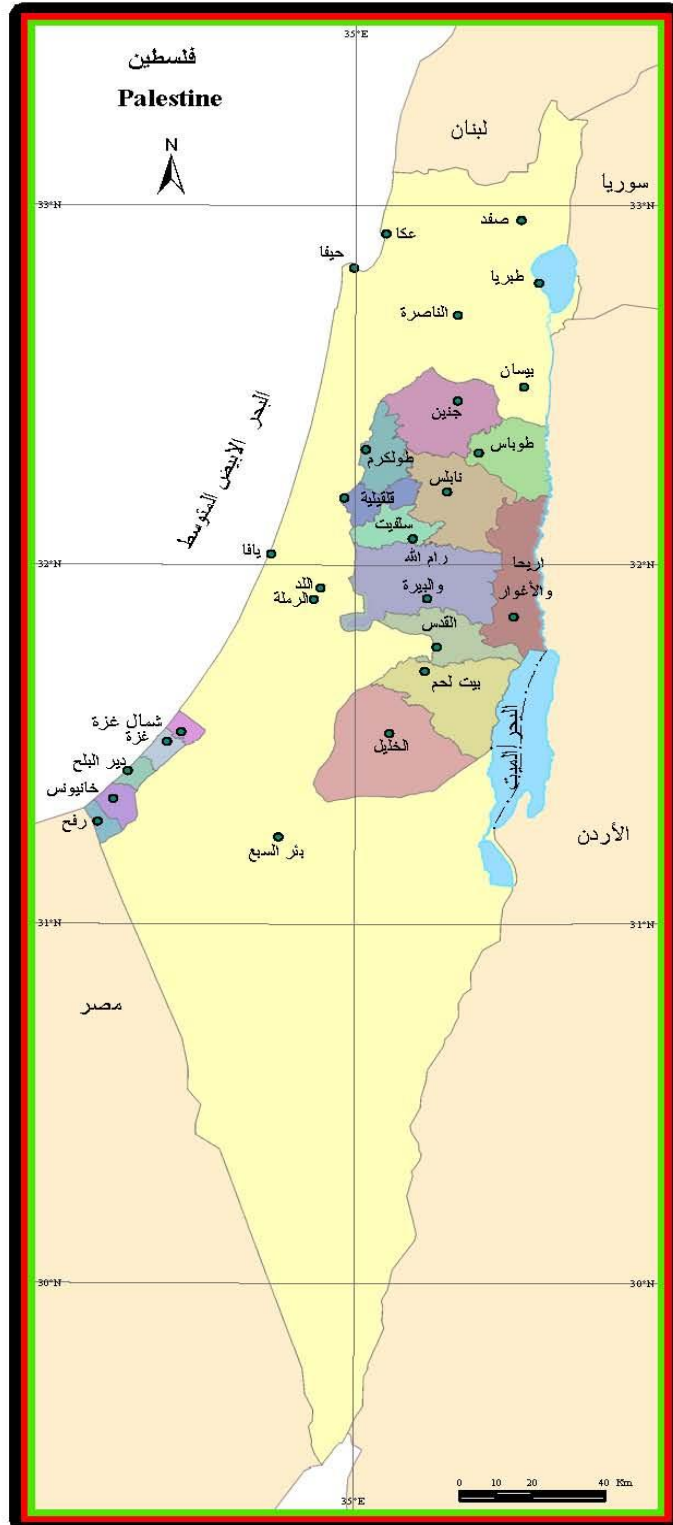 فلسطين
Palestine
N
35°E
لبنان
سوريا
33°N
33°N
صفد
عكا
حيفا
طبريا
الناصرة
بيسان
جنين
البحر الابيض المتوسط
طوباس
طولكرم
نابلس
قلقيلية
سلفيت
يافا
32°N
32°N
رام الله
والبيرة
اريحا
والأغوار
اللد
الرملة
القدس
بيت لحم
البحر الميت
شمال غزة
غزة
الخليل
دير البلح
خانيونس
رفح
بئر السبع
الأردن
31°N
31°N
مصر
30°N
30°N
0 10 20 40 Km
35°E